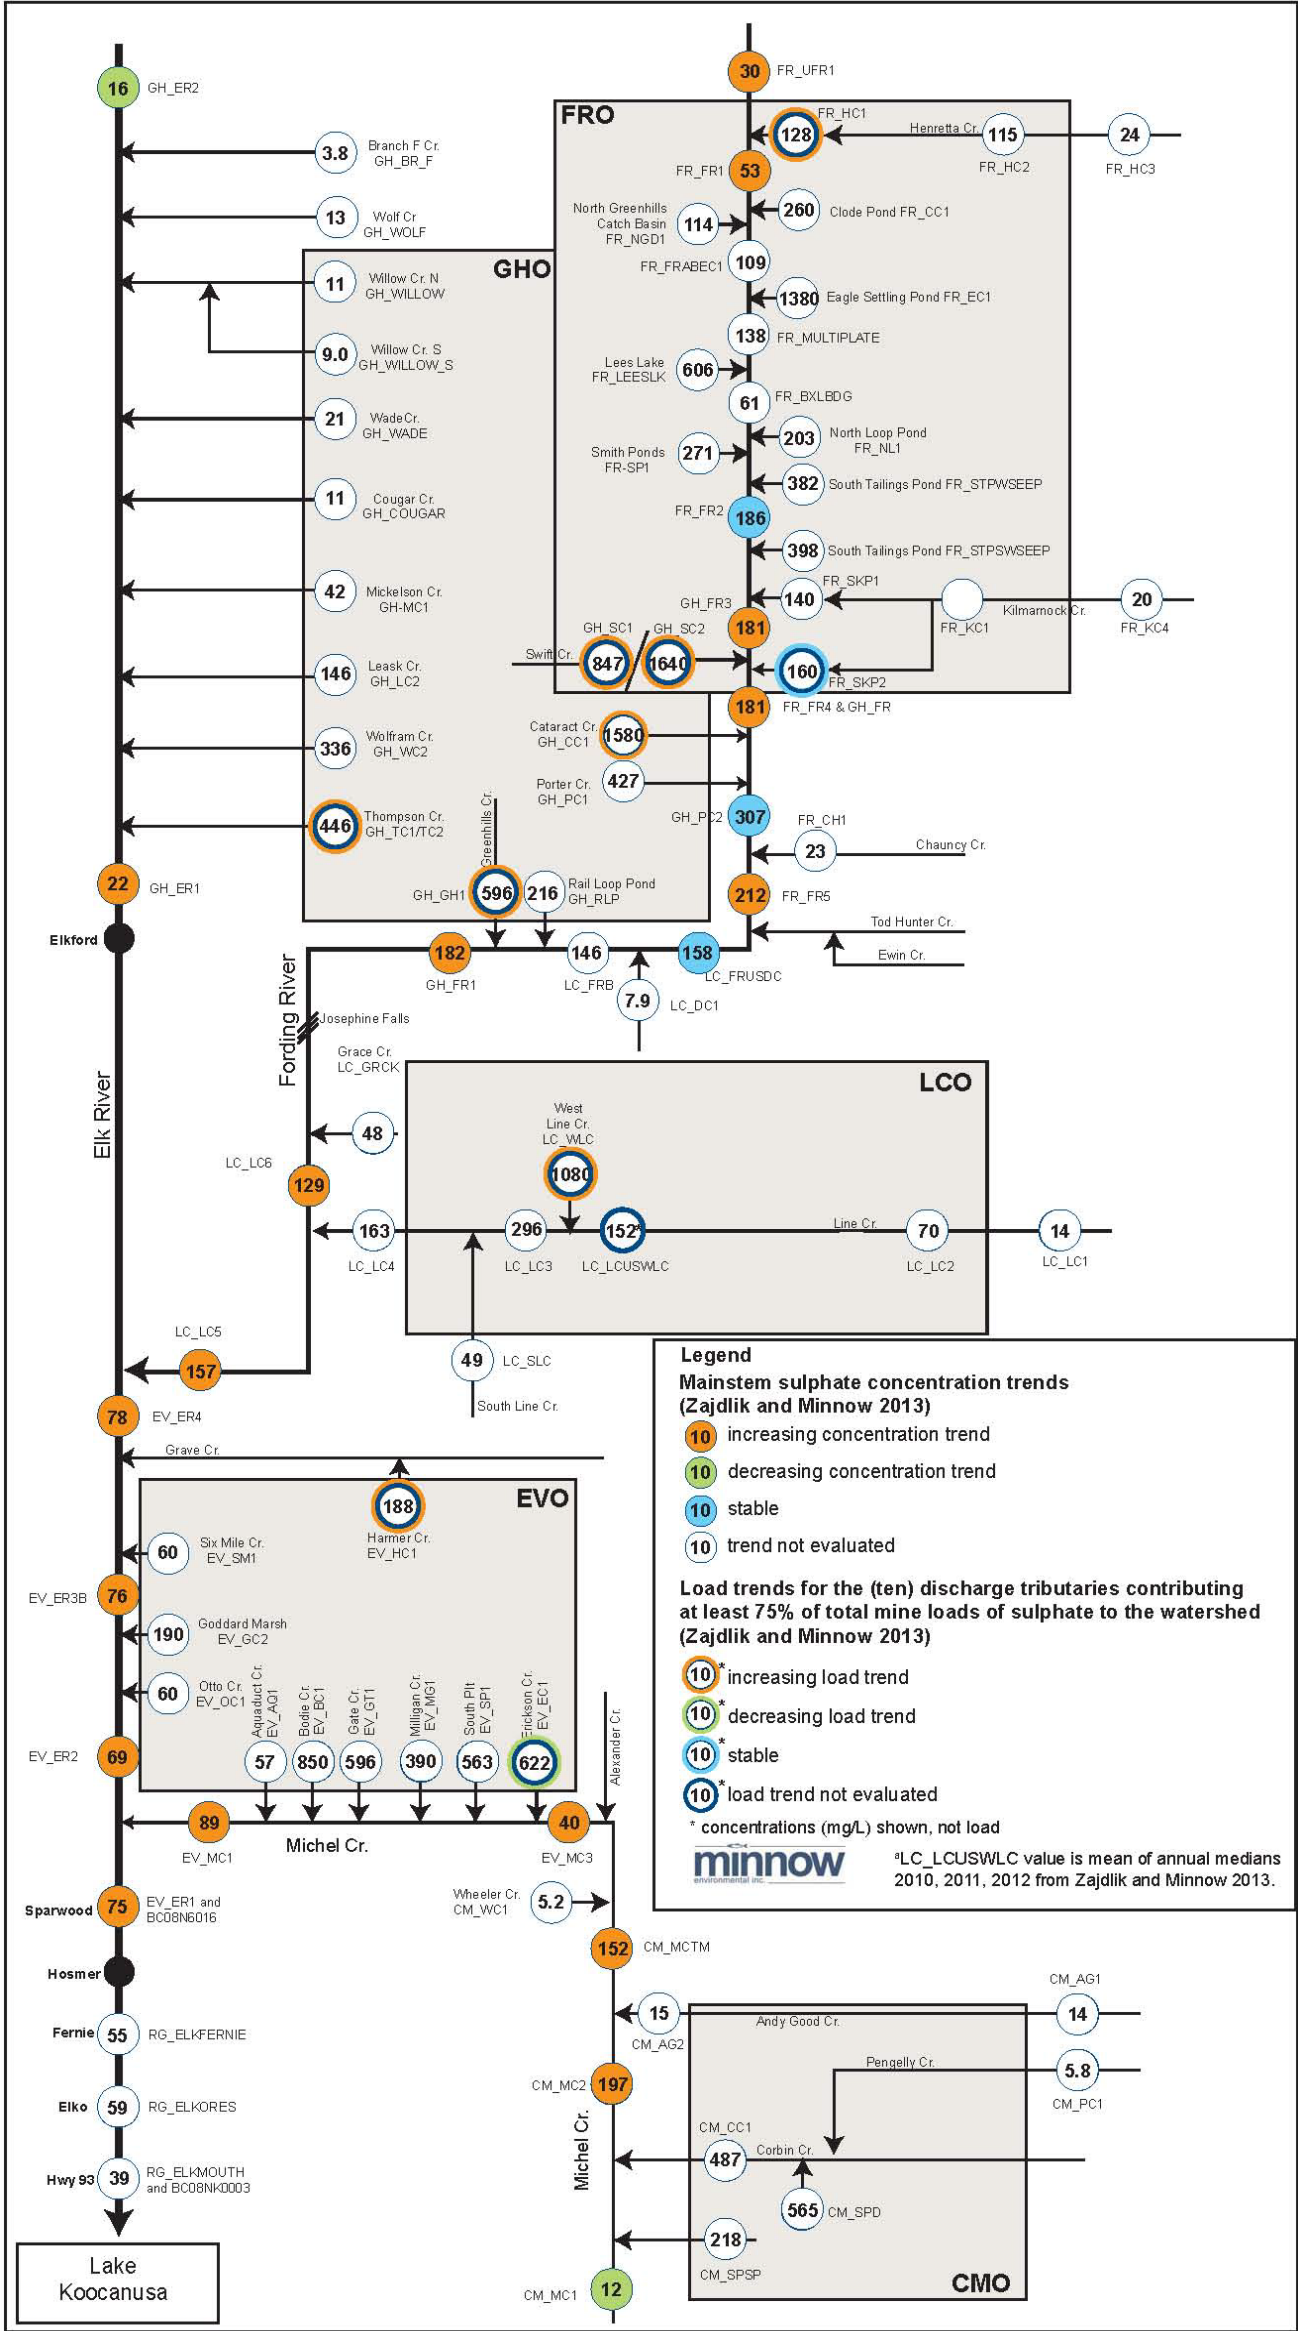 30 FR_UFR1
16 GH_ER2
FRO
FR_HC1
128
Henretta Cr.
115
24
FR_HC2
FR_HC3
3.8
Branch F Cr.
GH_BR_F
FR_FR1 53
North Greenhills
Catch Basin
FR_NGD1
114
260 Clode Pond FR_CC1
13
Wolf Cr
GH_WOLF
GHO
FR_FRABEC1 109
11
Willow Cr. N
GH_WILLOW
1380 Eagle Settling Pond FR_EC1
138 FR_MULTIPLATE
9.0
Willow Cr. S
GH_WILLOW_S
Lees Lake
FR_LEESLK
606
61 FR_BXLBDG
21
WadeCr.
GH_WADE
203
North Loop Pond
FR_NL1
Smith Ponds
FR-SP1
271
382 South Tailings Pond FR_STPWSEEP
11
Cougar Cr.
GH_COUGAR
FR_FR2 186
398 South Tailings Pond FR_STPSWSEEP
42
Mickelson Cr.
GH-MC1
FR_SKP1
140
Kilmarnock Cr.
FR_KC1
20
FR_KC4
GH_FR3
181
GH_SC1
GH_SC2
Swift Cr.
847
1640
160
FR_SKP2
146
Leask Cr.
GH_LC2
181 FR_FR4 & GH_FR
336
Wolfram Cr.
GH_WC2
Cataract Cr.
GH_CC1
1580
Porter Cr.
GH_PC1
427
446
Thompson Cr.
GH_TC1/TC2
GH_PC2 307
FR_CH1
23
Chauncy Cr.
22 GH_ER1
Greenhills Cr.
GH_GH1 596
216
Rail Loop Pond
GH_RLP
212 FR_FR5
Tod Hunter Cr.
Ewin Cr.
Elkford
182
GH_FR1
146
LC_FRB
158
LC_FRUSDC
7.9 LC_DC1
Fording River
Josephine Falls
Elk River
Grace Cr.
LC_GRCK
LCO
48
West
Line Cr.
LC_WLC
1080
LC_LC6
129
163
LC_LC4
296
LC_LC3
152*
LC_LCUSWLC
Line Cr.
70
LC_LC2
14
LC_LC1
LC_LC5
157
49 LC_SLC
South Line Cr.
78 EV_ER4
Grave Cr.
EVO
188
Harmer Cr.
EV_HC1
60
Six Mile Cr.
EV_SM1
EV_ER3B 76
190
Goddard Marsh
EV_GC2
60
Otto Cr.
EV_OC1
EV_ER2 69
Aquaduct Cr.
EV_AQ1
57
Bodie Cr.
EV_BC1
850
Gate Cr.
EV_GT1
596
Milligan Cr.
EV_MG1
390
South Pit
EV_SP1
563
Erickson Cr.
EV_EC1
622
Alexander Cr.
89
EV_MC1
Michel Cr.
40
EV_MC3
Legend
Mainstem sulphate concentration trends
(Zajdlik and Minnow 2013)
10 increasing concentration trend
10 decreasing concentration trend
10 stable
10 trend not evaluated
Load trends for the (ten) discharge tributaries contributing
at least 75% of total mine loads of sulphate to the watershed
(Zajdlik and Minnow 2013)
10 * increasing load trend
10 * decreasing load trend
10 * stable
10 * load trend not evaluated
* concentrations (mg/L) shown, not load
minnow
environmental inc.
ᵃLC_LCUSWLC value is mean of annual medians
2010, 2011, 2012 from Zajdlik and Minnow 2013.
Sparwood 75
EV_ER1 and
BC08N6016
Wheeler Cr.
CM_WC1
5.2
152 CM_MCTM
Hosmer
15
CM_AG2
Andy Good Cr.
CM_AG1
14
Fernie 55 RG_ELKFERNIE
CM_MC2 197
Pengelly Cr.
5.8
CM_PC1
Elko 59 RG_ELKORES
Michel Cr.
CM_CC1
487
Corbin Cr.
565 CM_SPD
Hwy 93 39
RG_ELKMOUTH
and BC08NK0003
218
CM_SPSP
CM_MC1 12
CMO
Lake
Koocanusa